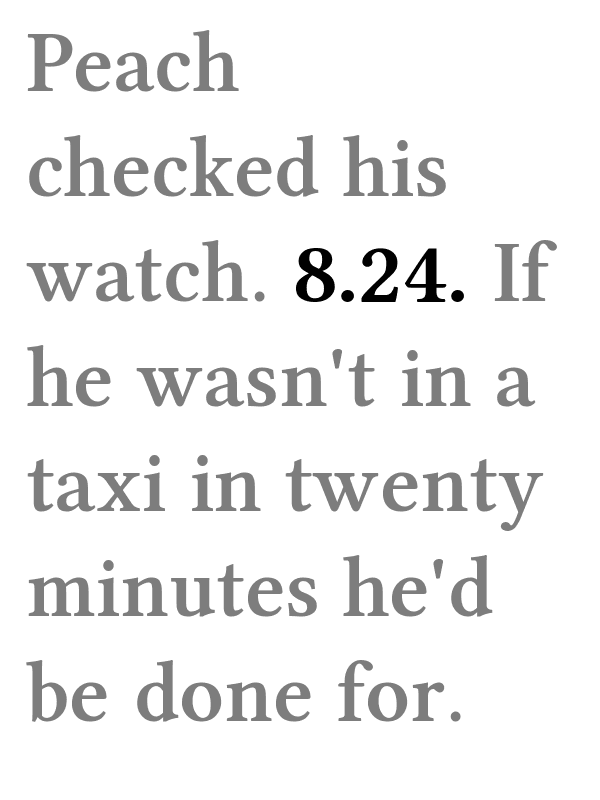 Peach
checked his
watch. 8.24. If
he wasn't in a
taxi in twenty
minutes he'd
be done for.